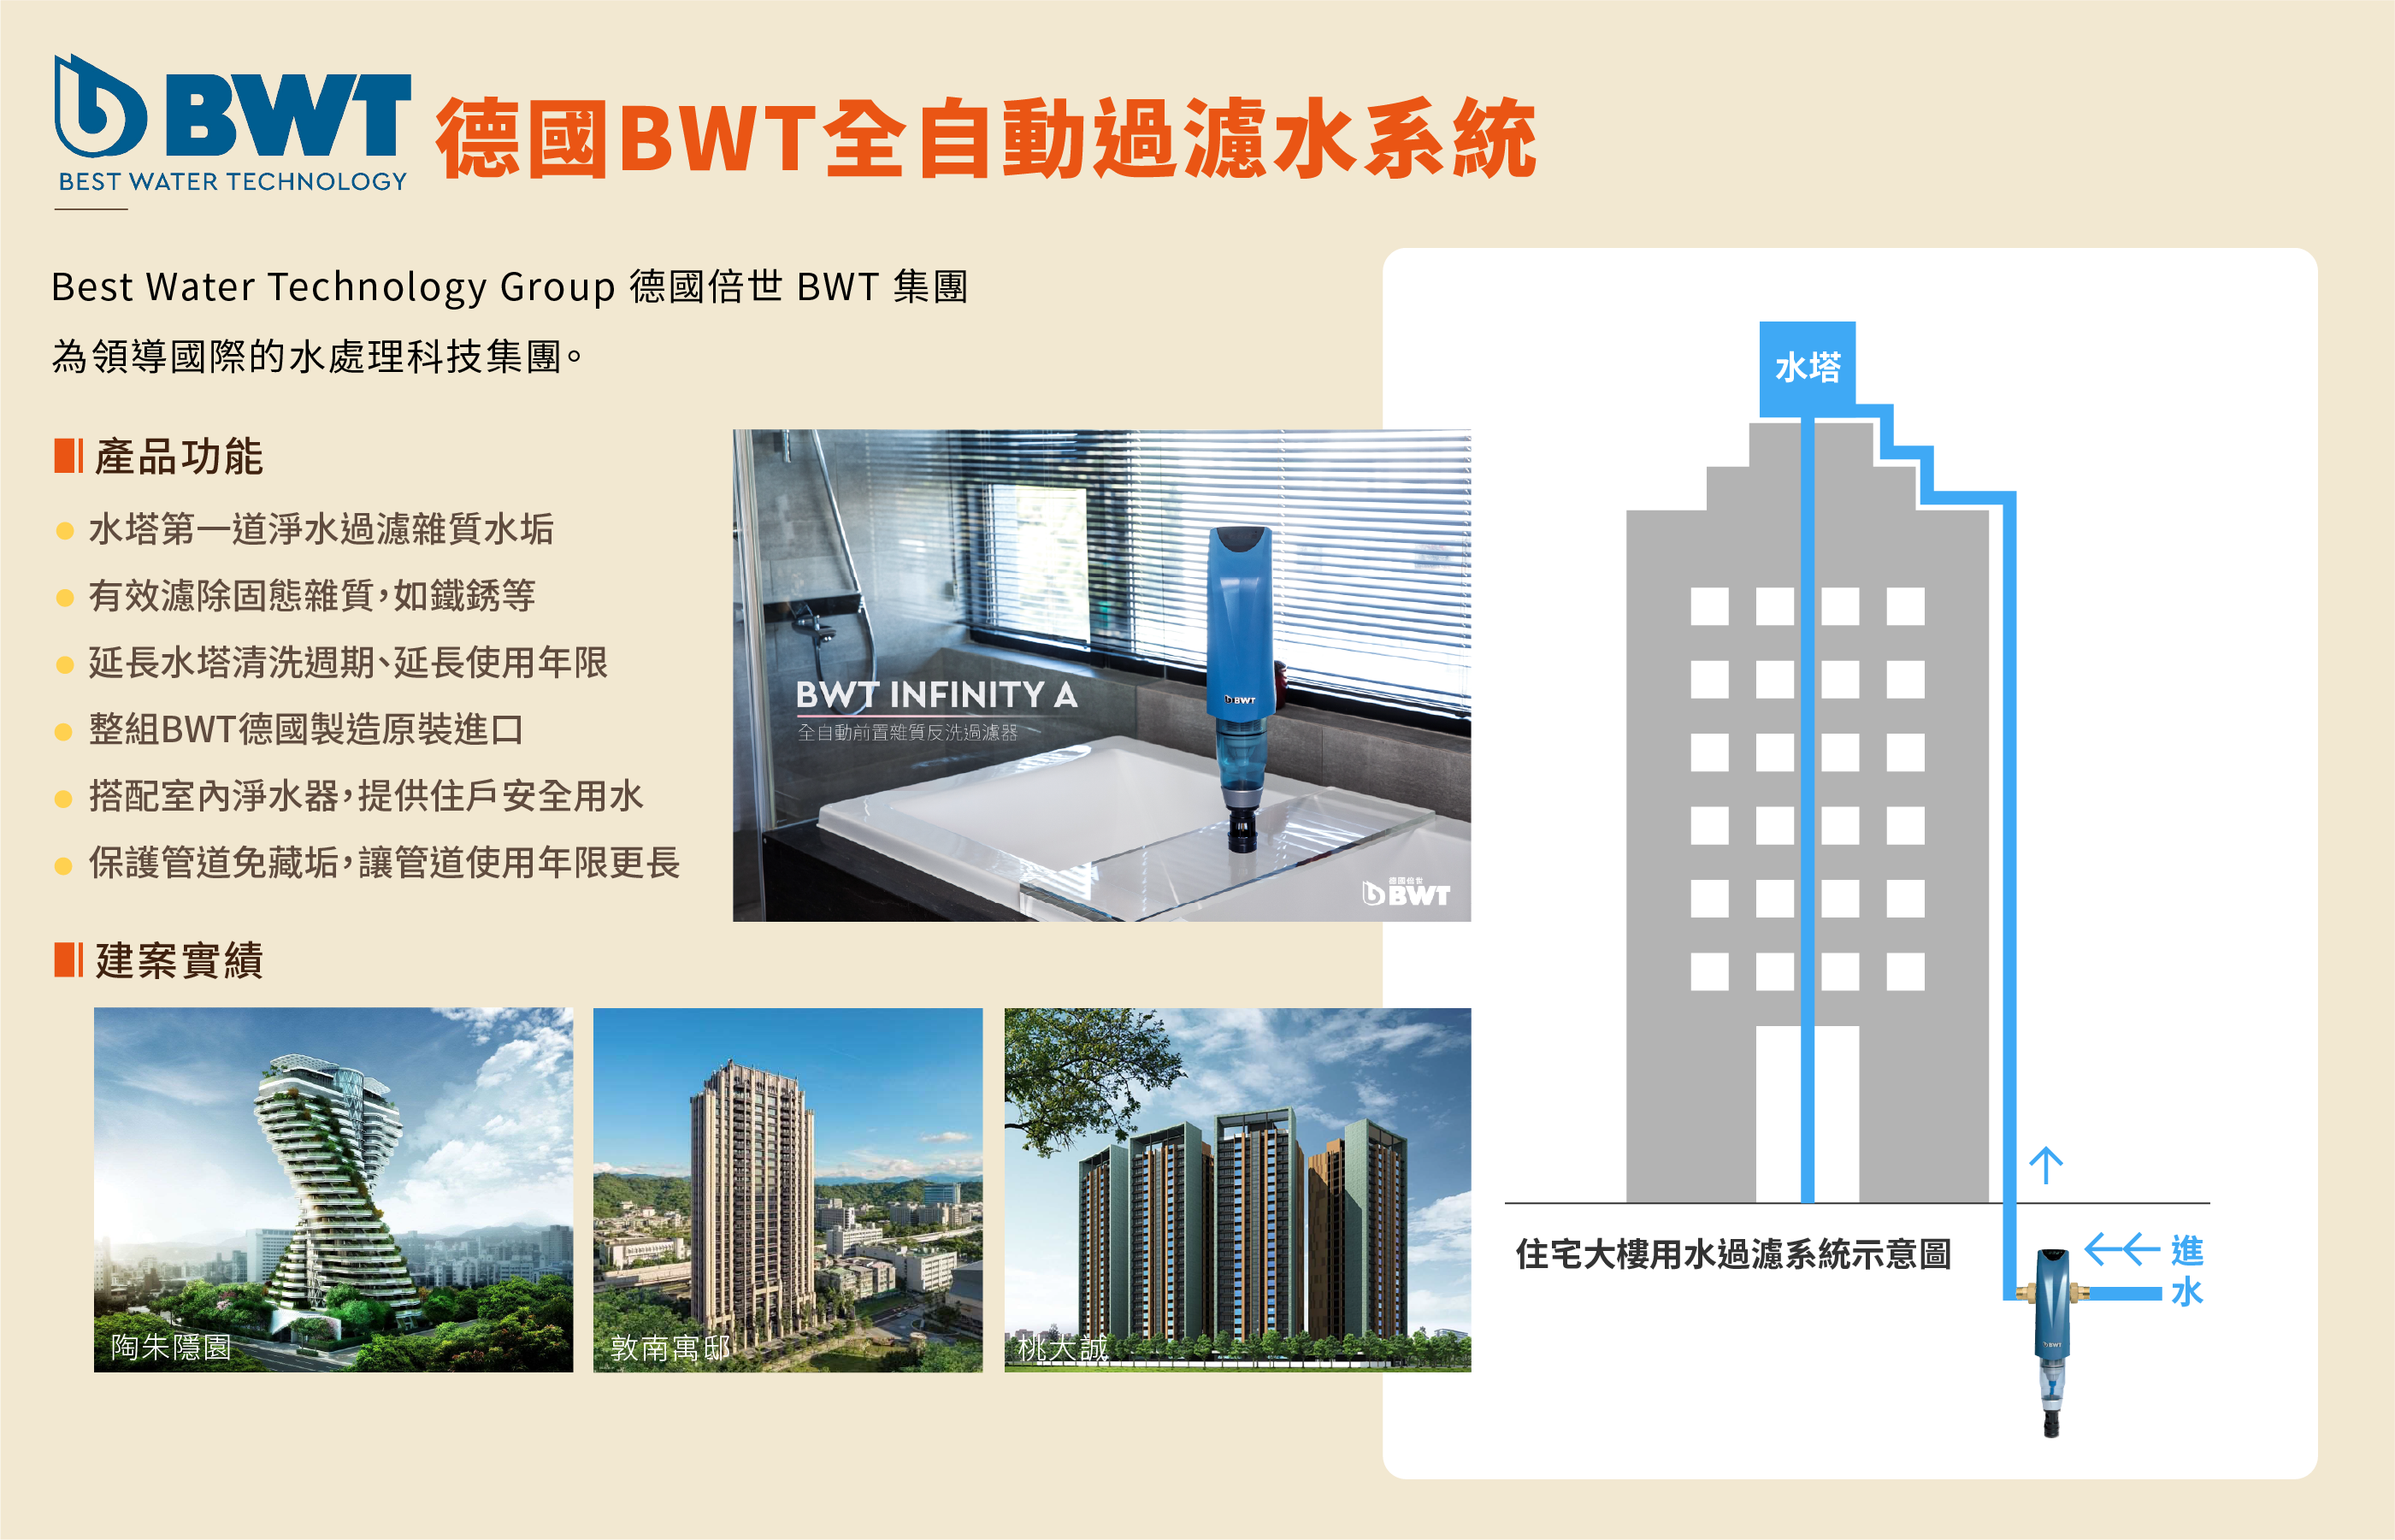 BWT
BEST WATER TECHNOLOGY
德國BWT全自動過濾水系統
Best Water Technology Group 德國倍世 BWT 集團
為領導國際的水處理科技集團。
產品功能
水塔第一道淨水過濾雜質水垢
有效濾除固態雜質，如鐵銹等
延長水塔清洗週期、延長使用年限
整組BWT德國製造原裝進口
搭配室內淨水器，提供住戶安全用水
保護管道免藏垢，讓管道使用年限更長
BWT INFINITY A
全自動前置雜質反洗過濾器
BWT
德國倍世
BWT
建案實績
陶朱隱園
敦南寓邸
桃大誠
水塔
住宅大樓用水過濾系統示意圖
進
水
BWT